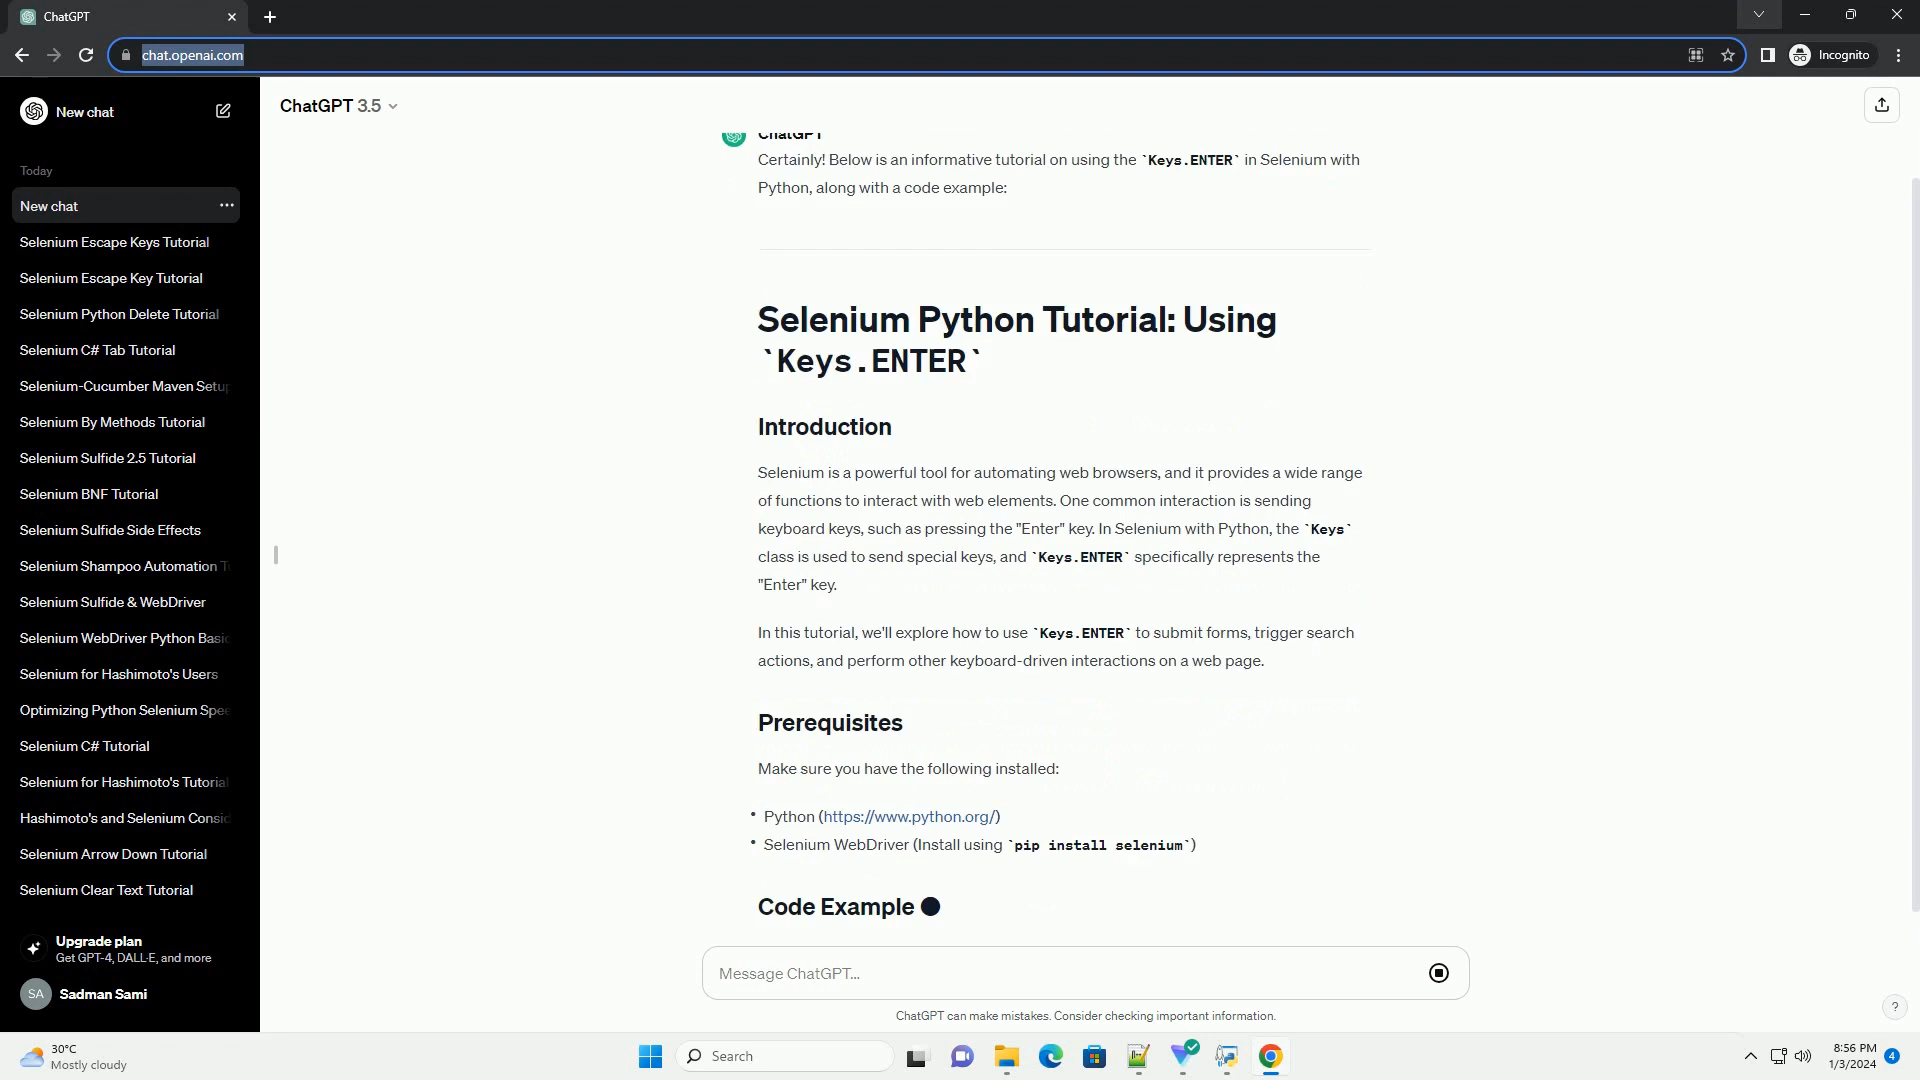 ChatGPT
chat.openai.com
Incognito
New chat
Today
New chat
Selenium Escape Keys Tutorial
Selenium Escape Key Tutorial
Selenium Python Delete Tutorial
Selenium C# Tab Tutorial
Selenium-Cucumber Maven Setup
Selenium By Methods Tutorial
Selenium Sulfide 2.5 Tutorial
Selenium BNF Tutorial
Selenium Sulfide Side Effects
Selenium Shampoo Automation T
Selenium Sulfide & WebDriver
Selenium WebDriver Python Basic
Selenium for Hashimoto's Users
Optimizing Python Selenium Spee
Selenium C# Tutorial
Selenium for Hashimoto's Tutorial
Hashimoto's and Selenium Consid
Selenium Arrow Down Tutorial
Selenium Clear Text Tutorial
Upgrade plan
Get GPT-4, DALL·E, and more
SA Sadman Sami
ChatGPT 3.5
ChatGPT
Certainly! Below is an informative tutorial on using the `Keys.ENTER` in Selenium with
Python, along with a code example:
Selenium Python Tutorial: Using
`Keys.ENTER`
Introduction
Selenium is a powerful tool for automating web browsers, and it provides a wide range
of functions to interact with web elements. One common interaction is sending
keyboard keys, such as pressing the "Enter" key. In Selenium with Python, the `Keys`
class is used to send special keys, and `Keys.ENTER` specifically represents the
"Enter" key.
In this tutorial, we'll explore how to use `Keys.ENTER` to submit forms, trigger search
actions, and perform other keyboard-driven interactions on a web page.
Prerequisites
Make sure you have the following installed:
• Python (https://www.python.org/)
• Selenium WebDriver (Install using `pip install selenium`)
Code Example
Message ChatGPT...
ChatGPT can make mistakes. Consider checking important information.
?
30°C
Mostly cloudy
Search
8:56 PM
1/3/2024
4